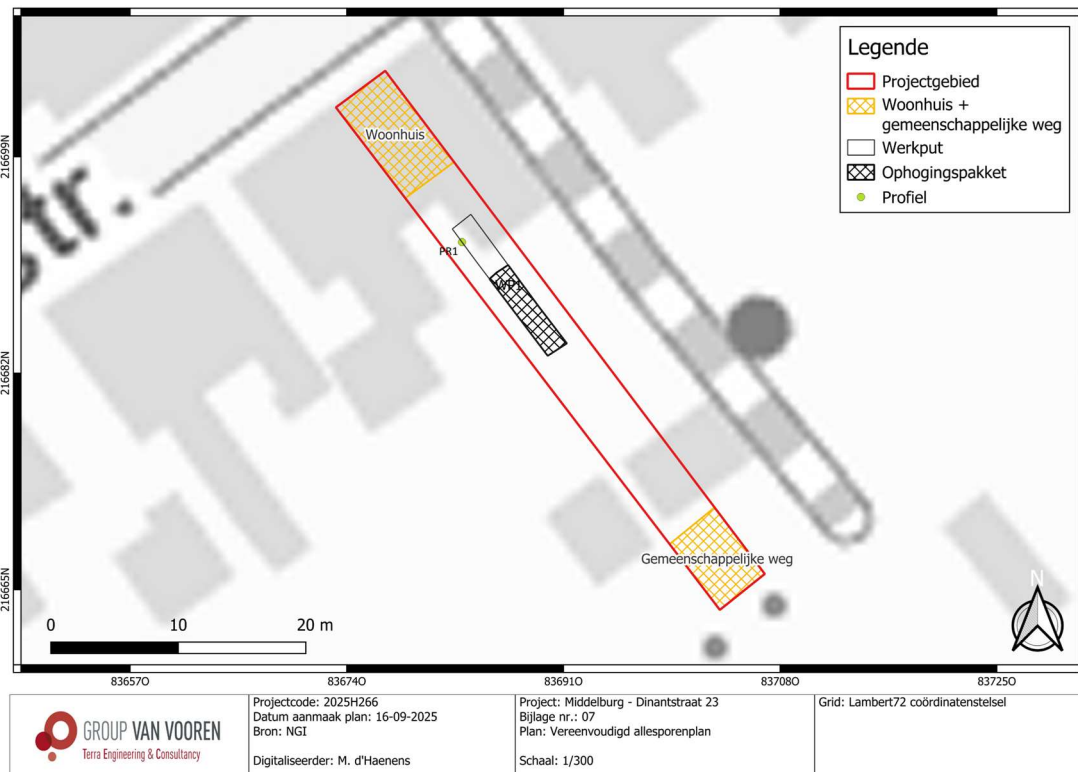 Legende
Projectgebied
Woonhuis +
gemeenschappelijke weg
Werkput
Ophogingspakket
Profiel
Woonhuis
tr.
PR1
WP1
Gemeenschappelijke weg
216699N
216682N
216665N
0 10 20 m
N
83657O 83674O 83691O 83708O 83725O
GROUP VAN VOOREN
Terra Engineering & Consultancy
Projectcode: 2025H266
Datum aanmaak plan: 16-09-2025
Bron: NGI
Digitaliseerder: M. d'Haenens
Project: Middelburg - Dinantstraat 23
Bijlage nr.: 07
Plan: Vereenvoudigd allesporenplan
Schaal: 1/300
Grid: Lambert72 coördinatenstelsel